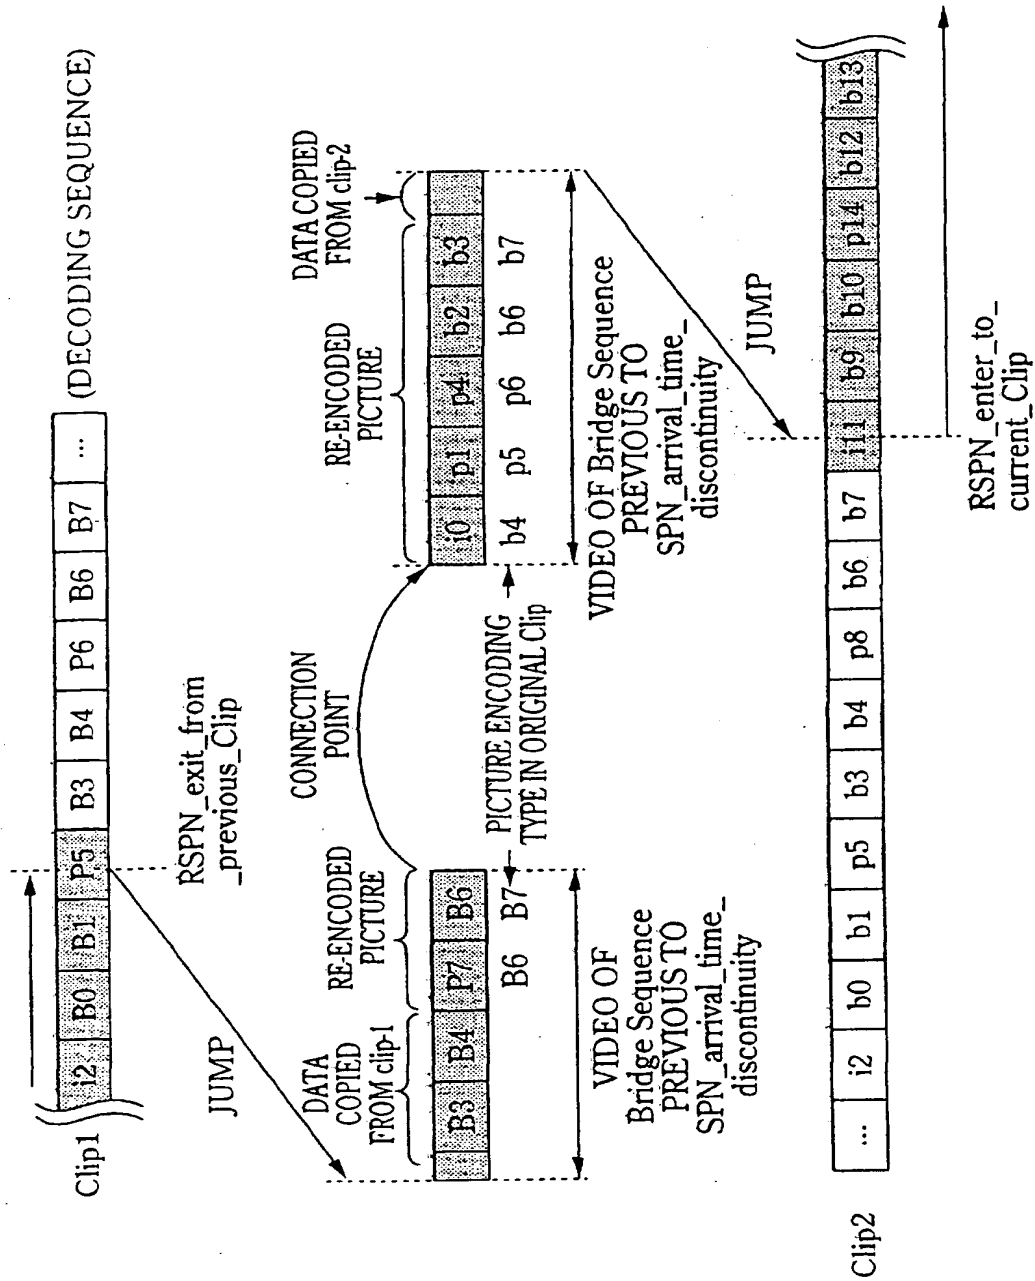 Clip1
i2 B0 B1 P5 B3 B4 P6 B6 B7 ...
(DECODING SEQUENCE)
RSPN_exit_from
_previous_Clip
JUMP
DATA
COPIED
FROM clip-1
RE-ENCODED
PICTURE
CONNECTION
POINT
RE-ENCODED
PICTURE
DATA COPIED
FROM clip-2
B3 B4 P7 B6
B6 B7
i0 p1 p4 b2 b3
b4 p5 p6 b6 b7
PICTURE ENCODING
TYPE IN ORIGINAL Clip
VIDEO OF
Bridge Sequence
PREVIOUS TO
SPN_arrival_time_
discontinuity
VIDEO OF Bridge Sequence
PREVIOUS TO
SPN_arrival_time_
discontinuity
JUMP
Clip2
... i2 b0 b1 p5 b3 b4 p8 b6 b7 i11 b9 b10 p14 b12 b13
RSPN_enter_to_
current_Clip